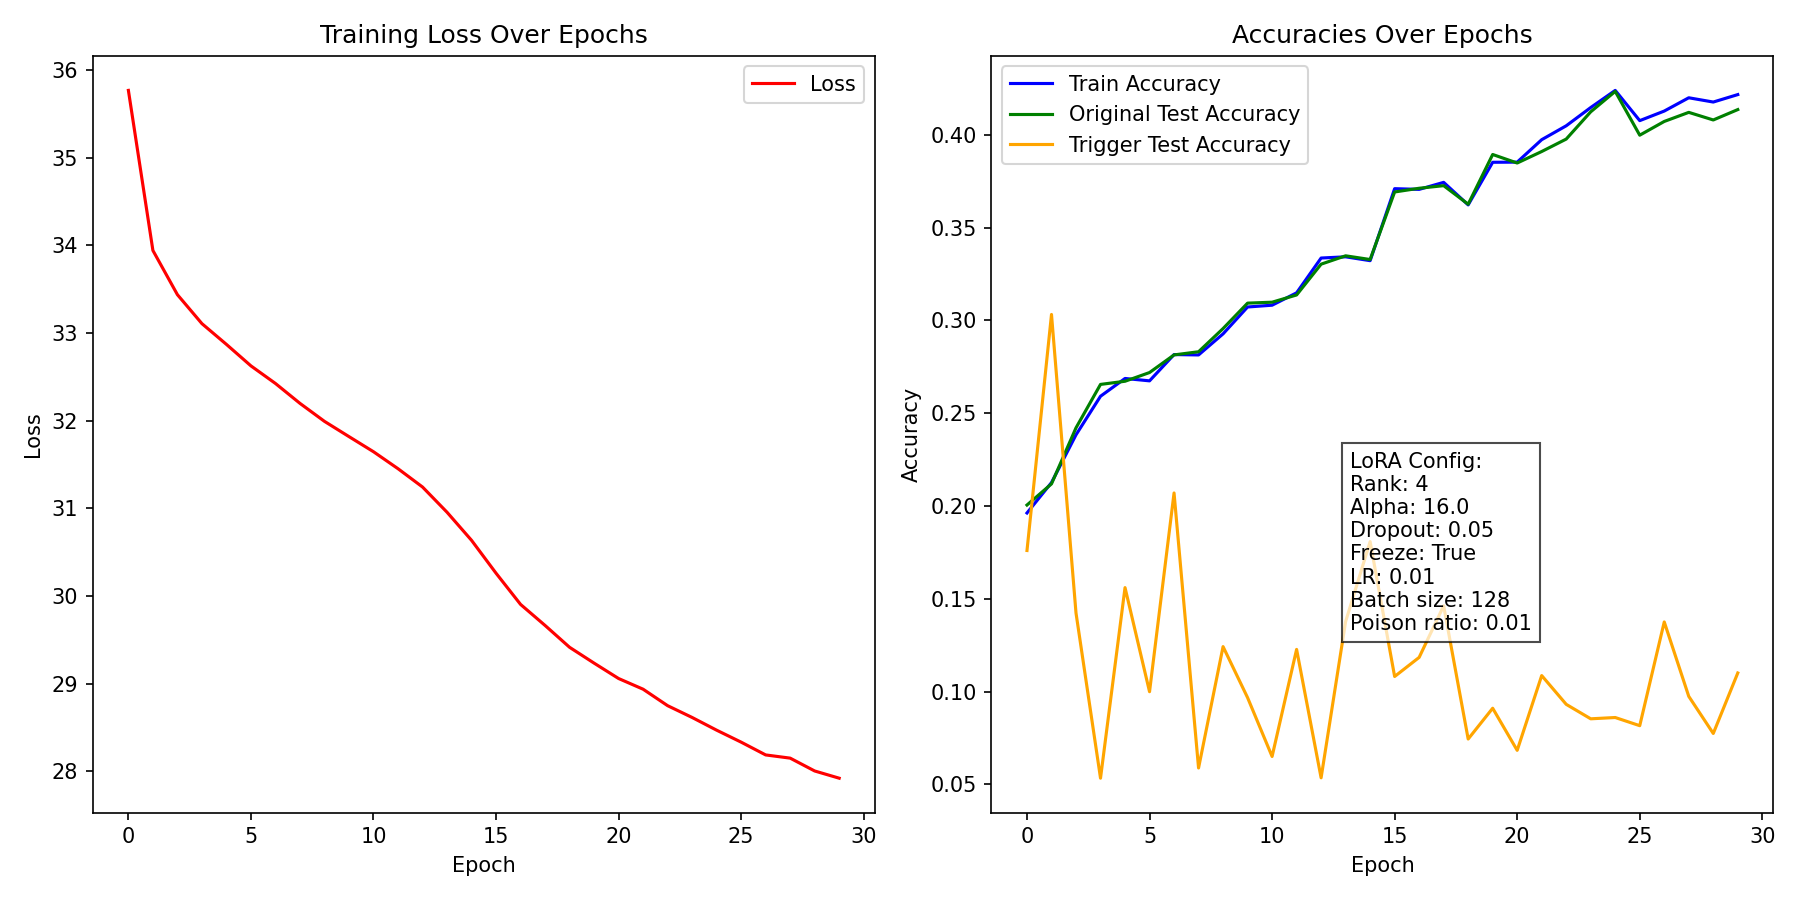 Training Loss Over Epochs
Loss
36
35
34
33
32
31
30
29
28
Loss
0
5
10
15
20
25
30
Epoch
Accuracies Over Epochs
Train Accuracy
Original Test Accuracy
Trigger Test Accuracy
0.40
0.35
0.30
0.25
0.20
0.15
0.10
0.05
Accuracy
LoRA Config:
Rank: 4
Alpha: 16.0
Dropout: 0.05
Freeze: True
LR: 0.01
Batch size: 128
Poison ratio: 0.01
0
5
10
15
20
25
30
Epoch